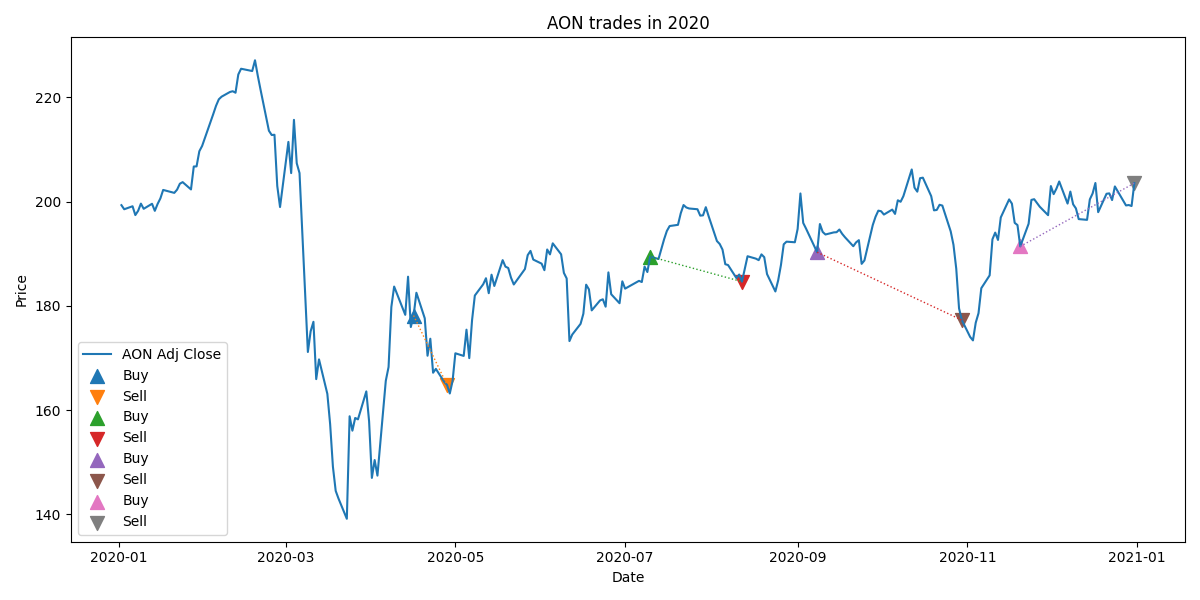 AON trades in 2020
Price
220
200
180
160
140
AON Adj Close
Buy
Sell
Buy
Sell
Buy
Sell
Buy
Sell
2020-01 2020-03 2020-05 2020-07 2020-09 2020-11 2021-01
Date